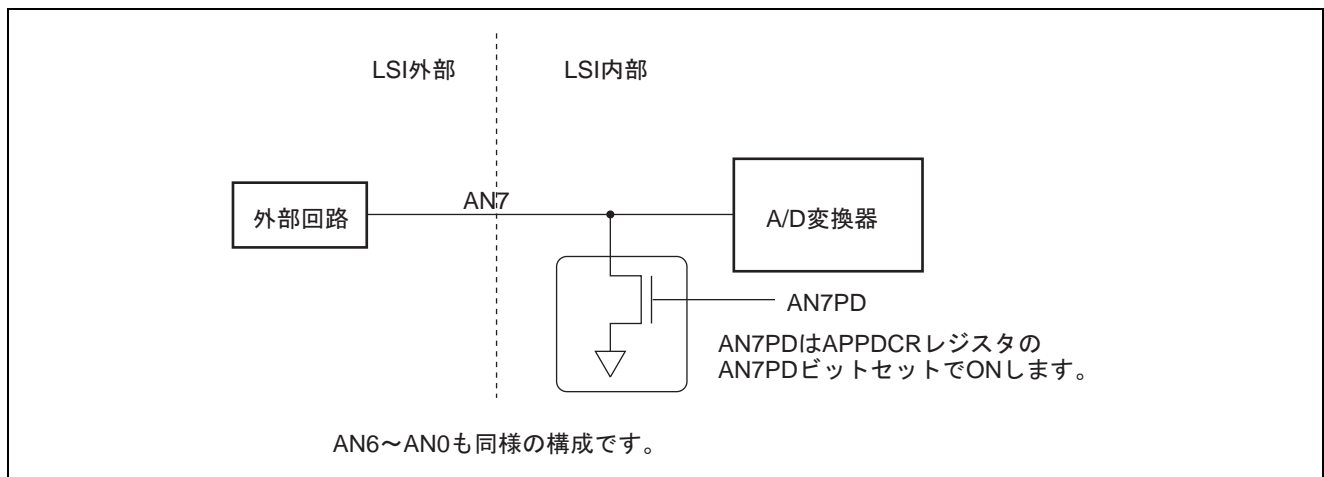 LSI外部
LSI内部
外部回路
AN7
A/D変換器
AN7PD
AN7PDはAPPDCRレジスタの
AN7PDビットセットでONします。
AN6～AN0も同様の構成です。